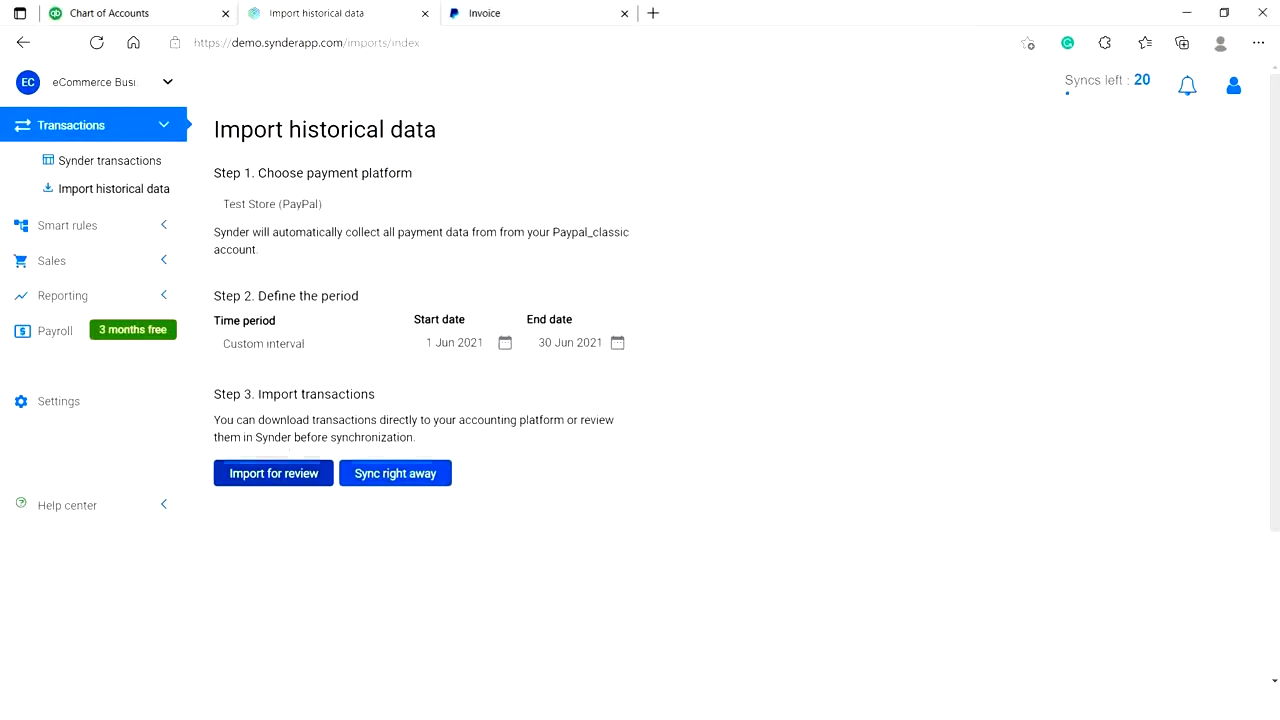 Chart of Accounts
Import historical data
Invoice
https://demo.synderapp.com/imports/index
EC
eCommerce Busi
Syncs left : 20
Transactions
Synder transactions
Import historical data
Smart rules
Sales
Reporting
Payroll
3 months free
Settings
Help center
Import historical data
Step 1. Choose payment platform
Test Store (PayPal)
Synder will automatically collect all payment data from from your Paypal_classic
account.
Step 2. Define the period
Time period Start date End date
Custom interval 1 Jun 2021 30 Jun 2021
Step 3. Import transactions
You can download transactions directly to your accounting platform or review
them in Synder before synchronization.
Import for review Sync right away